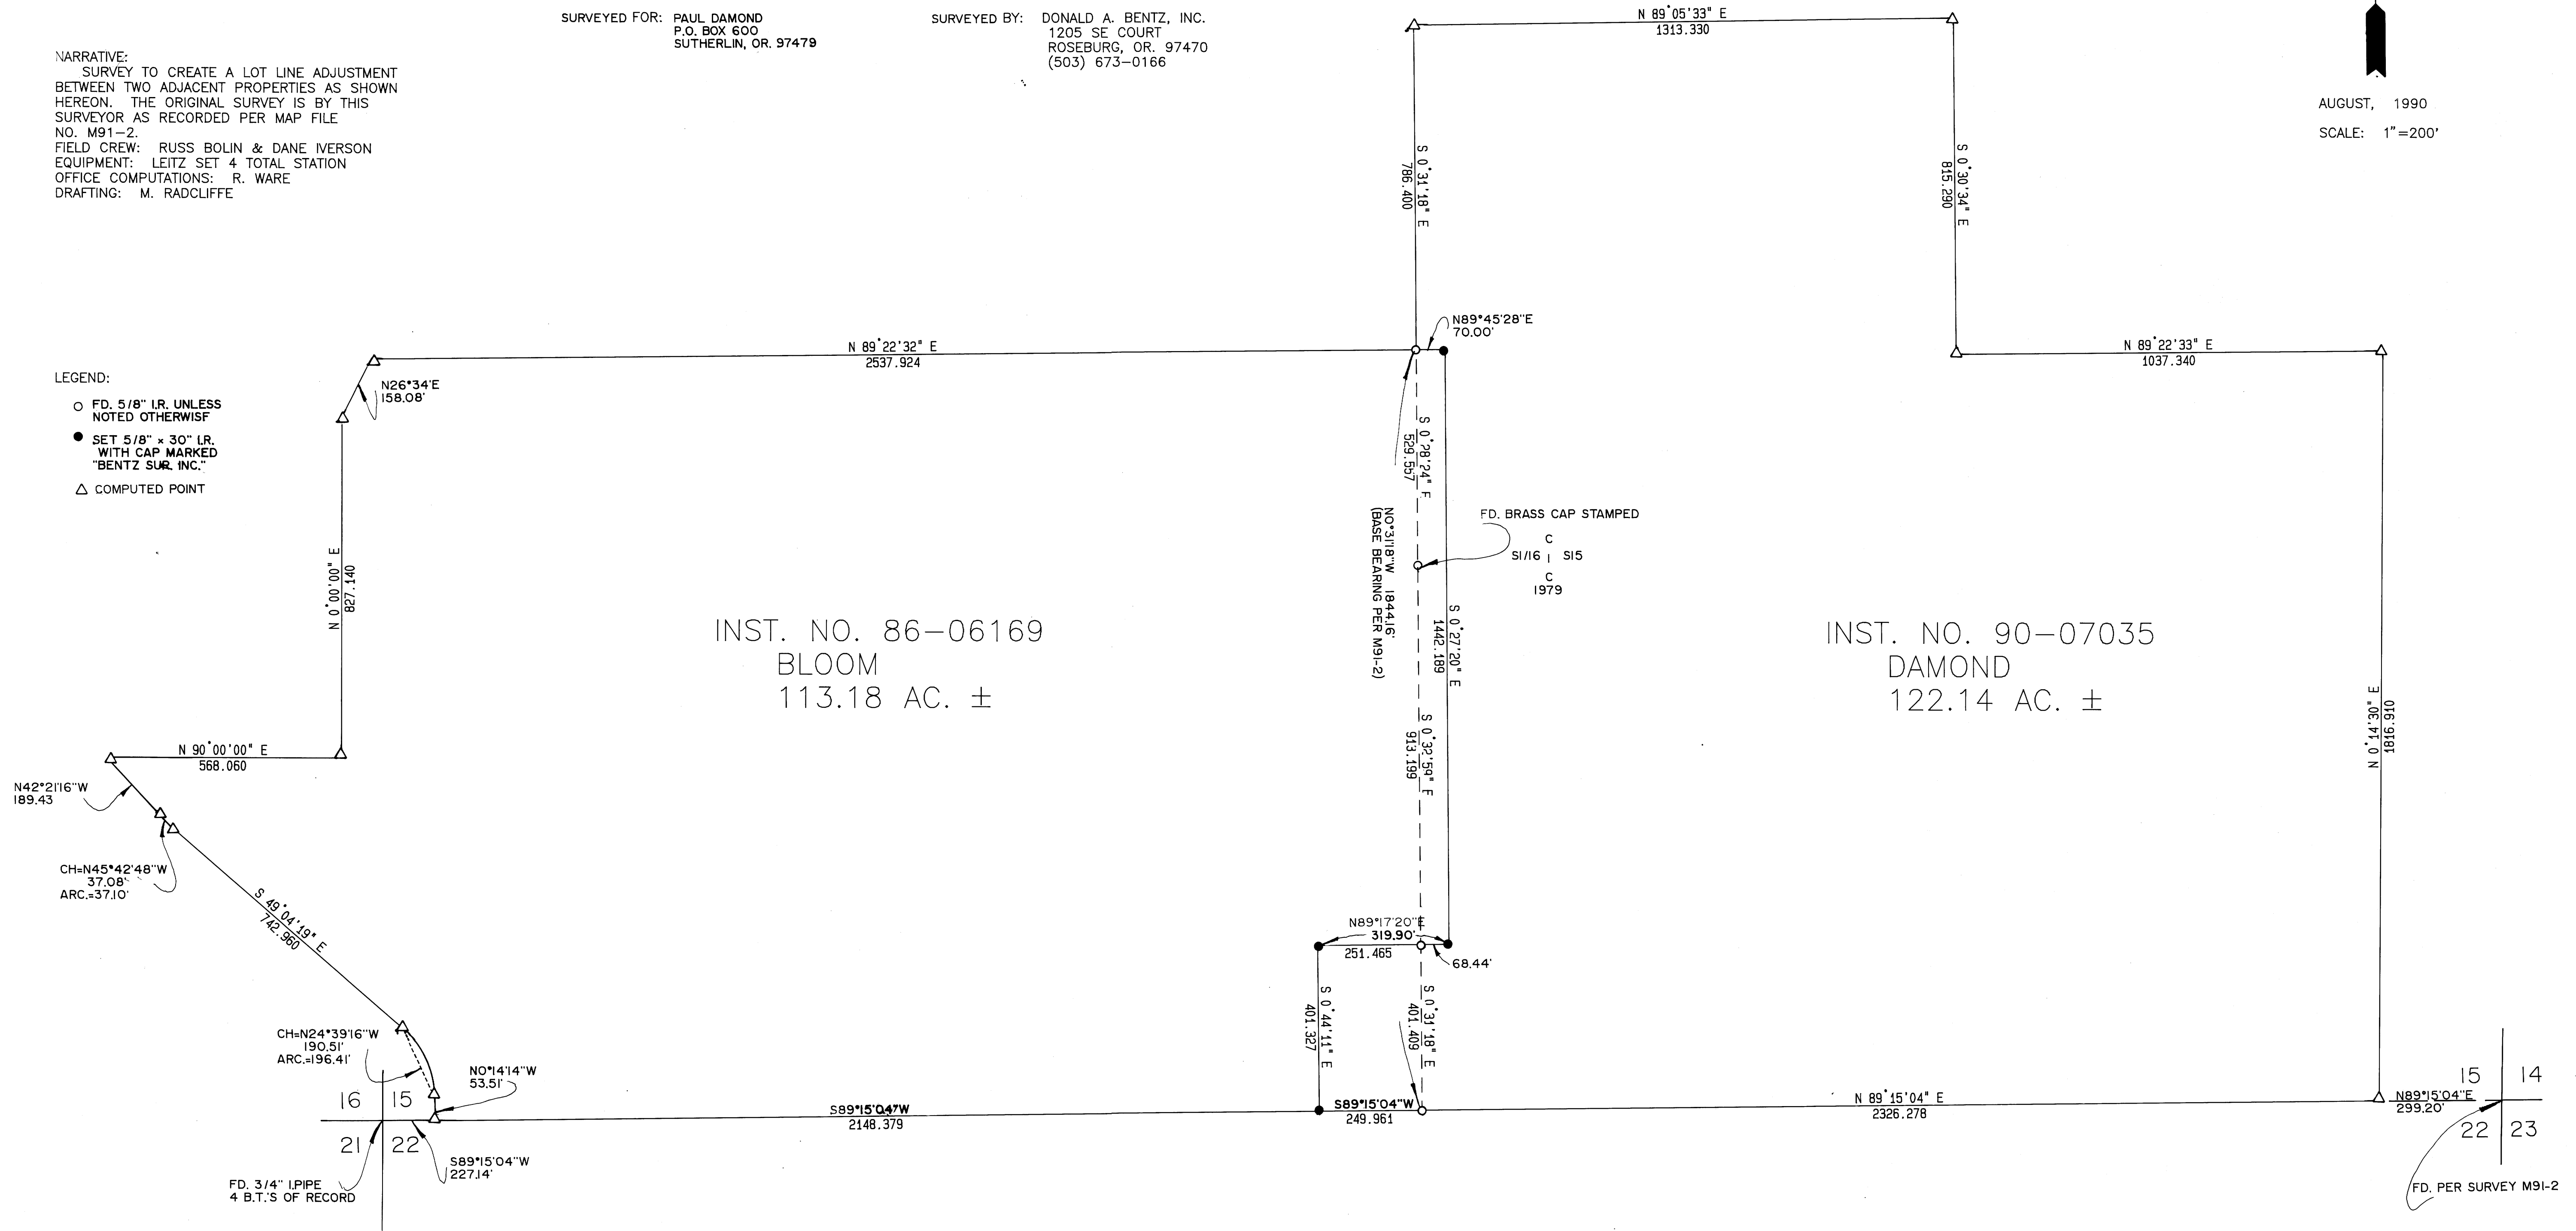 SURVEYED FOR: PAUL DAMOND
P.O. BOX 600
SUTHERLIN, OR. 97479
SURVEYED BY: DONALD A. BENTZ, INC.
1205 SE COURT
ROSEBURG, OR. 97470
(503) 673-0166
NARRATIVE:
SURVEY TO CREATE A LOT LINE ADJUSTMENT
BETWEEN TWO ADJACENT PROPERTIES AS SHOWN
HEREON. THE ORIGINAL SURVEY IS BY THIS
SURVEYOR AS RECORDED PER MAP FILE
NO. M91-2.
FIELD CREW: RUSS BOLIN & DANE IVERSON
EQUIPMENT: LEITZ SET 4 TOTAL STATION
OFFICE COMPUTATIONS: R. WARE
DRAFTING: M. RADCLIFFE
AUGUST, 1990
SCALE: 1"=200'
N 89°05'33" E
1313.330
S 0°31'18" E
786.400
S 0°30'34" E
815.290
N89°45'28"E
70.00'
N 89°22'32" E
2537.924
N 89°22'33" E
1037.340
LEGEND:
FD. 5/8" I.R. UNLESS
NOTED OTHERWISF
SET 5/8" x 30" I.R.
WITH CAP MARKED
"BENTZ SUR. INC."
COMPUTED POINT
N26°34'E
158.08'
S 0°28'24" E
529.557
N0°31'18"W 1844.16'
(BASE BEARING PER M91-2)
FD. BRASS CAP STAMPED
C
S1/16 | S15
C
1979
N 0°00'00" E
827.140
S 0°27'20" E
1442.189
INST. NO. 86-06169
BLOOM
113.18 AC. ±
INST. NO. 90-07035
DAMOND
122.14 AC. ±
S 0°32'59" E
913.199
N 0°14'30" E
1816.910
N 90°00'00" E
568.060
N42°21'16"W
189.43
CH=N45°42'48"W
37.08'
ARC.=37.10'
S 49°04'19" E
742.960
N89°17'20"E
319.90'
251.465
68.44'
S 0°44'11" E
401.327
S 0°31'18" E
401.409
CH=N24°39'16"W
190.51'
ARC.=196.41'
N0°14'14"W
53.51'
16 15
21 22
S89°15'04"W
2148.379
S89°15'04"W
249.961
N 89°15'04" E
2326.278
N89°15'04"E
299.20'
15 14
22 23
S89°15'04"W
227.14'
FD. 3/4" I.PIPE
4 B.T.'S OF RECORD
FD. PER SURVEY M91-2